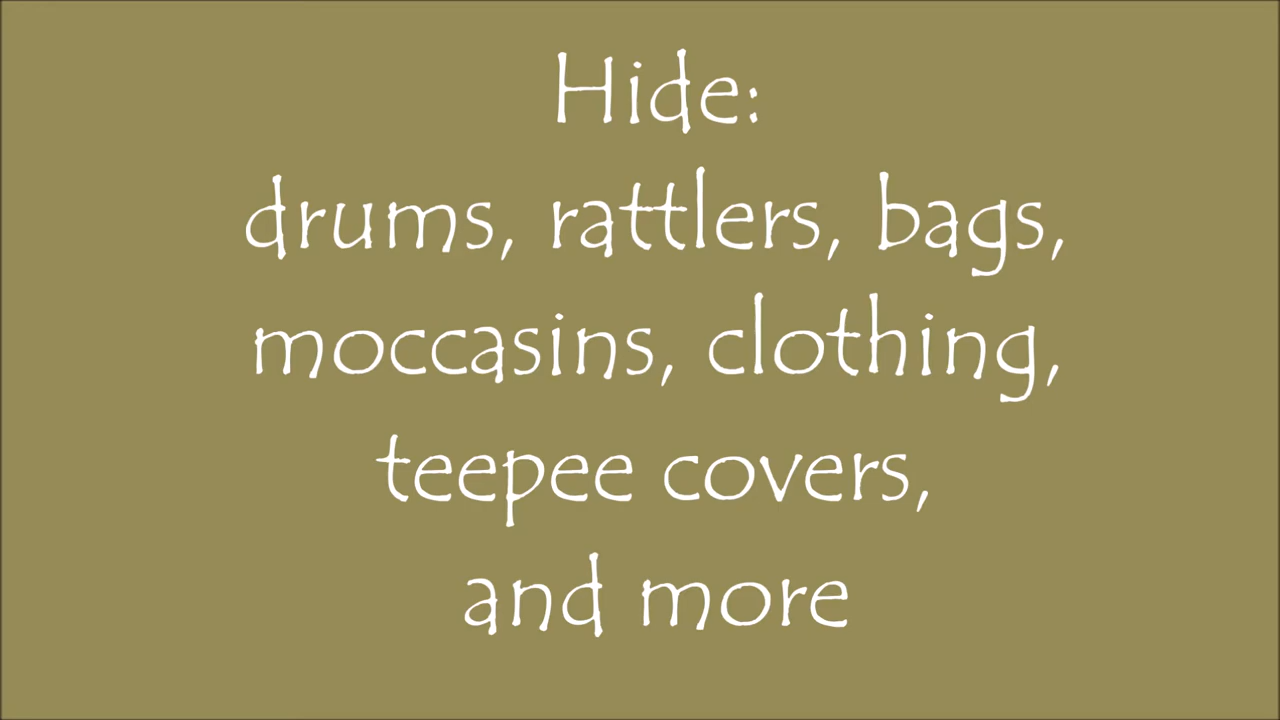 Hide:
drums, rattlers, bags,
moccasins, clothing,
teepee covers,
and more